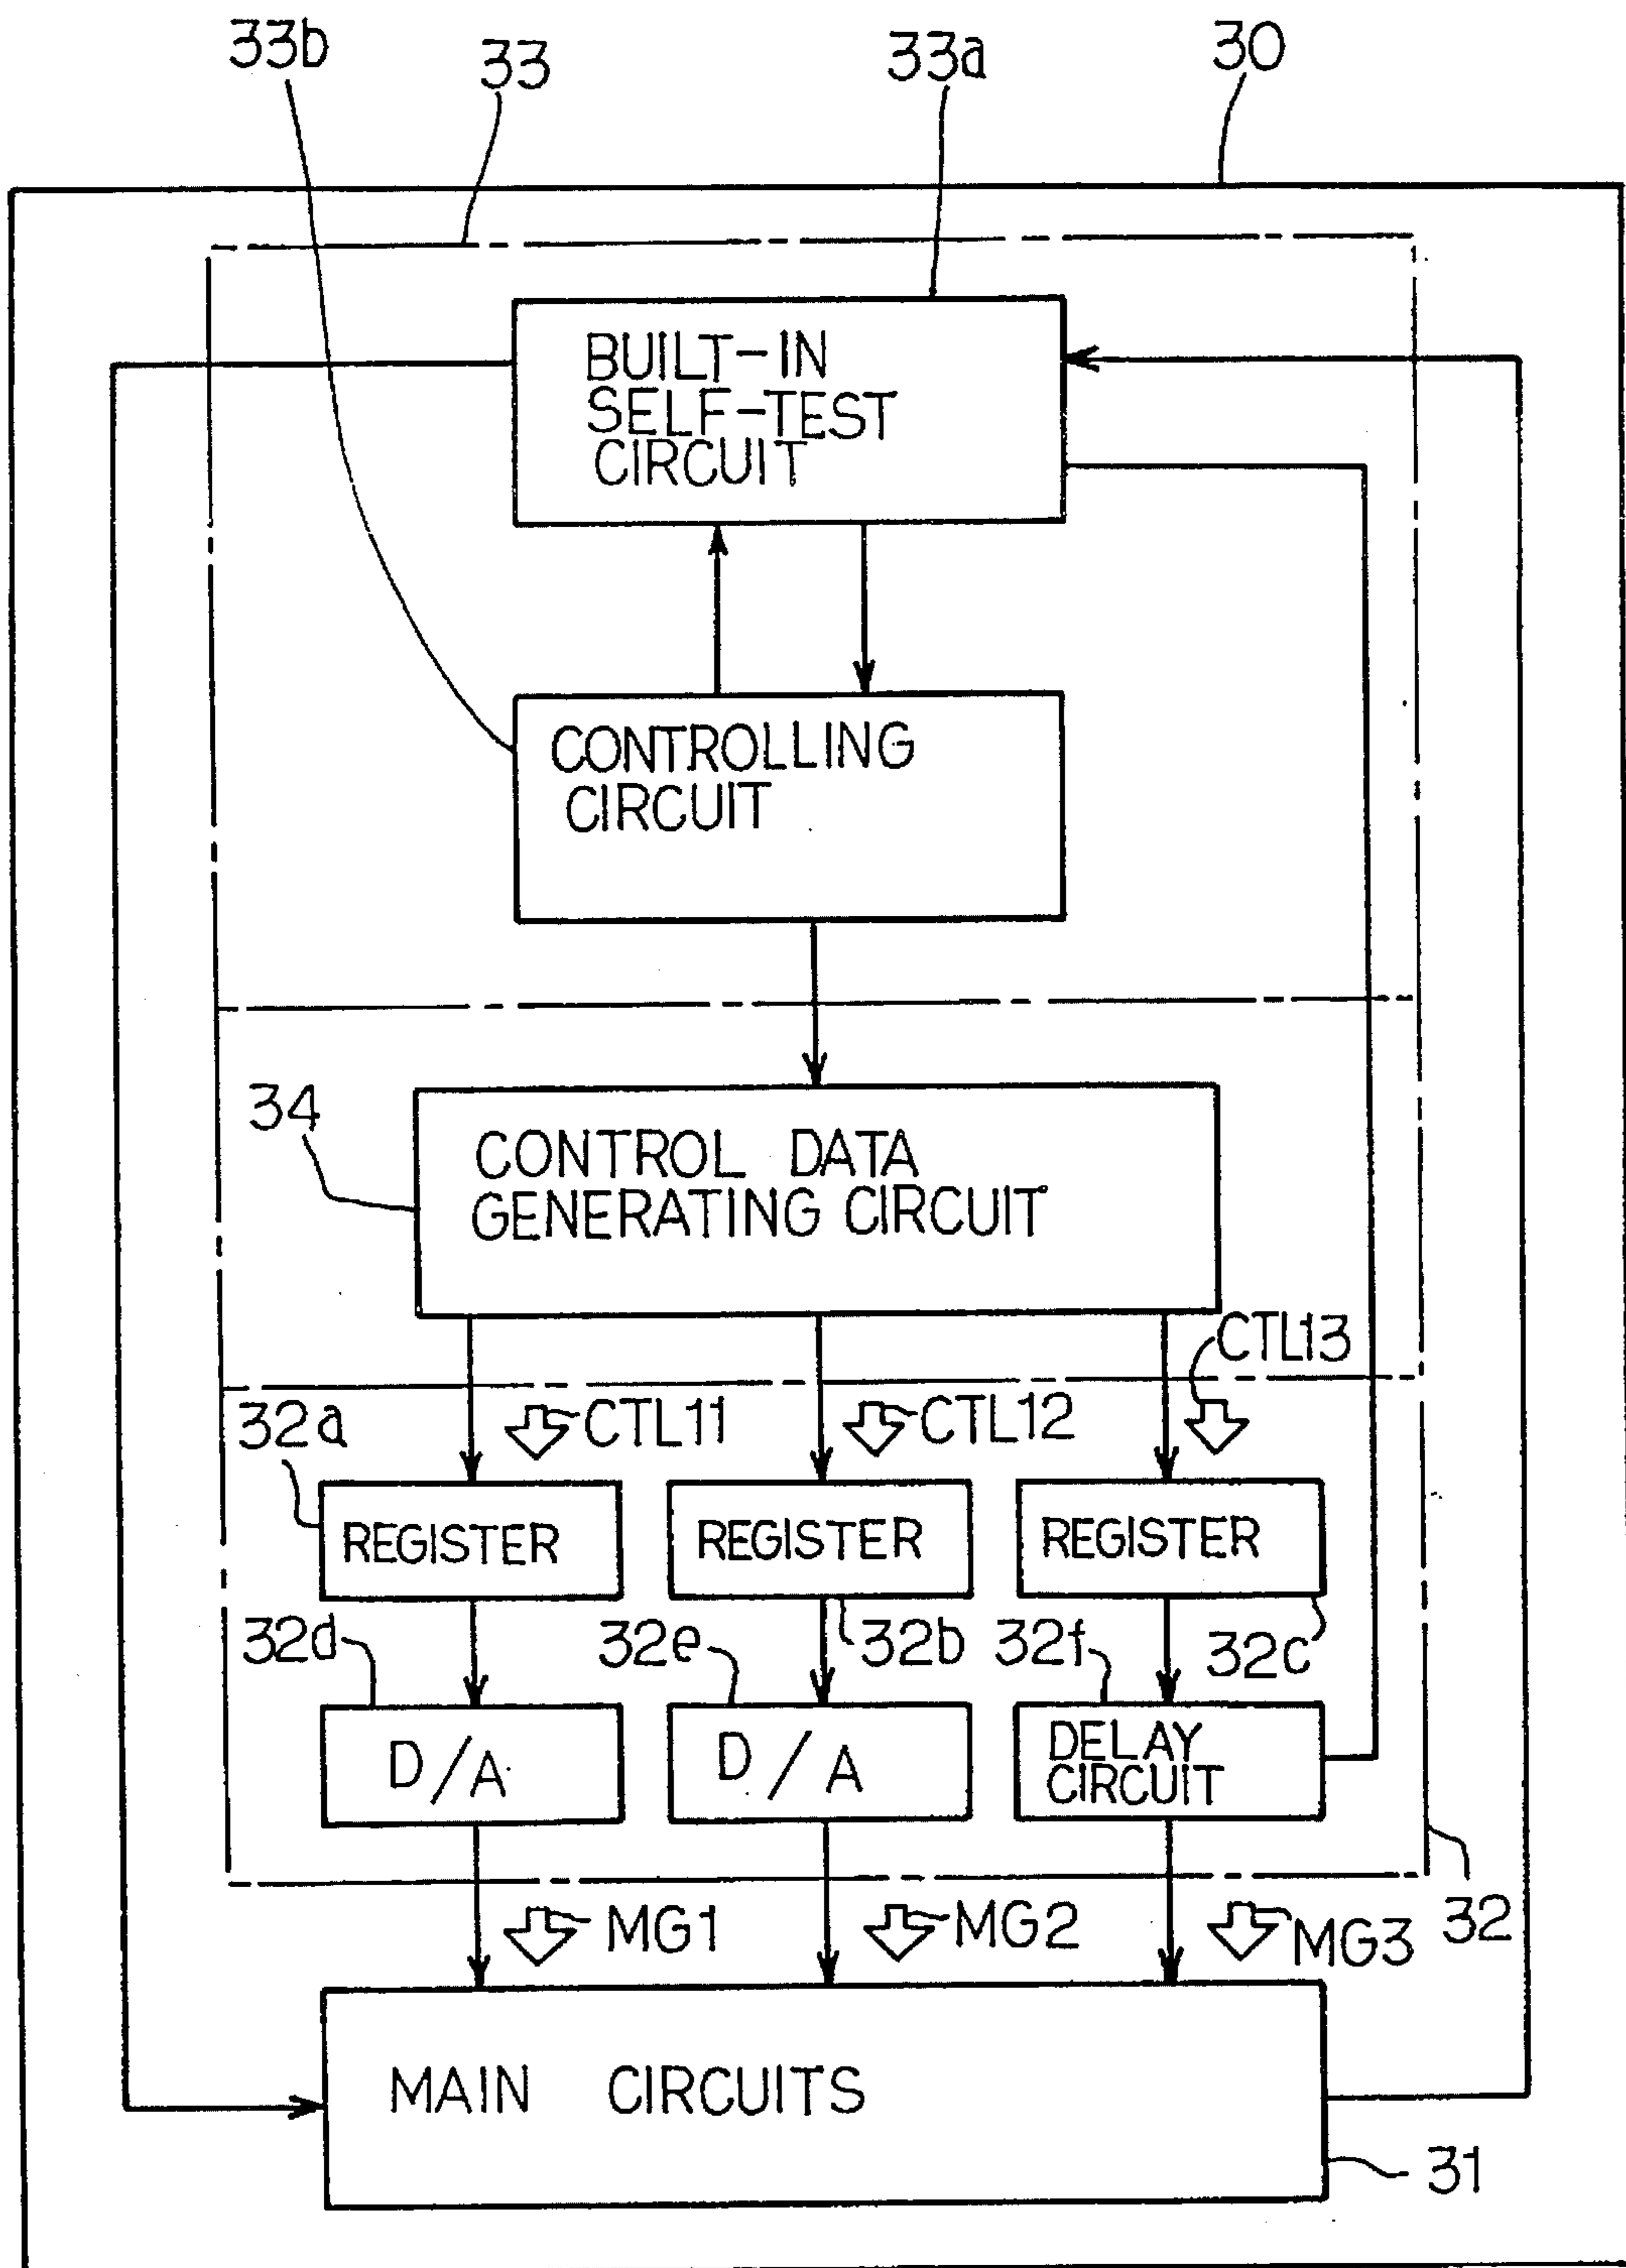 33b
33
33a
30
BUILT-IN
SELF-TEST
CIRCUIT
CONTROLLING
CIRCUIT
34
CONTROL DATA
GENERATING CIRCUIT
CTL13
32a
CTL11
CTL12
REGISTER
REGISTER
REGISTER
32d
32e
32b
32f
32c
D/A
D/A
DELAY
CIRCUIT
32
MG1
MG2
MG3
MAIN CIRCUITS
31